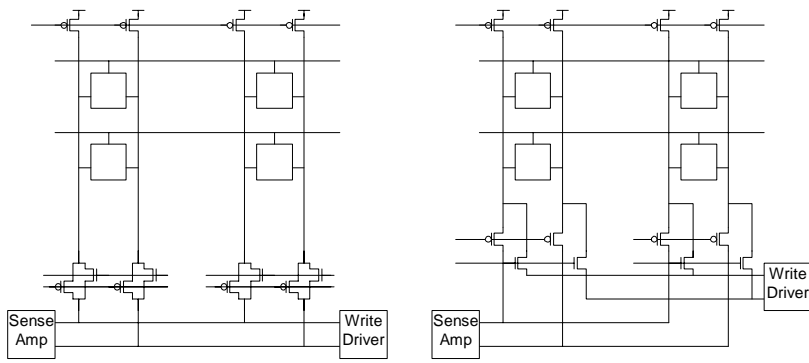 Sense
Amp
Write
Driver
Sense
Amp
Write
Driver